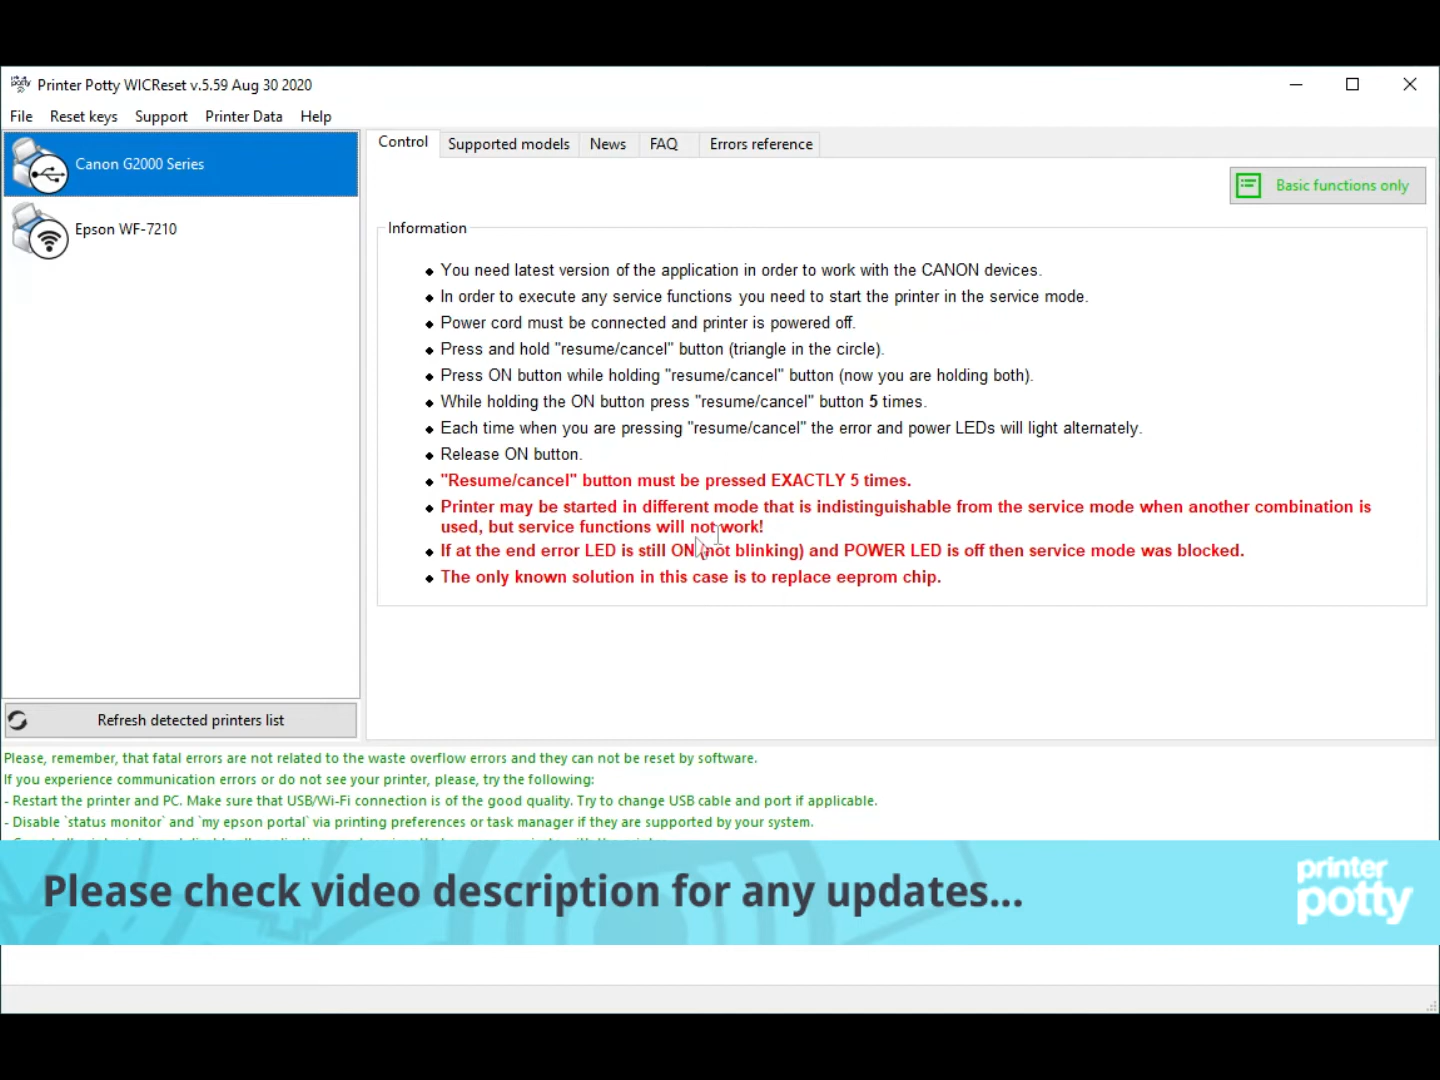 Printer Potty WICReset v.5.59 Aug 30 2020
File Reset keys Support Printer Data Help
Canon G2000 Series
Epson WF-7210
Control Supported models News FAQ Errors reference
Basic functions only
Information
You need latest version of the application in order to work with the CANON devices.
In order to execute any service functions you need to start the printer in the service mode.
Power cord must be connected and printer is powered off.
Press and hold "resume/cancel" button (triangle in the circle).
Press ON button while holding "resume/cancel" button (now you are holding both).
While holding the ON button press "resume/cancel" button 5 times.
Each time when you are pressing "resume/cancel" the error and power LEDs will light alternately.
Release ON button.
"Resume/cancel" button must be pressed EXACTLY 5 times.
Printer may be started in different mode that is indistinguishable from the service mode when another combination is
used, but service functions will not work!
If at the end error LED is still ON (not blinking) and POWER LED is off then service mode was blocked.
The only known solution in this case is to replace eeprom chip.
Refresh detected printers list
Please, remember, that fatal errors are not related to the waste overflow errors and they can not be reset by software.
If you experience communication errors or do not see your printer, please, try the following:
- Restart the printer and PC. Make sure that USB/Wi-Fi connection is of the good quality. Try to change USB cable and port if applicable.
- Disable `status monitor` and `my epson portal` via printing preferences or task manager if they are supported by your system.
Please check video description for any updates...
printer
potty